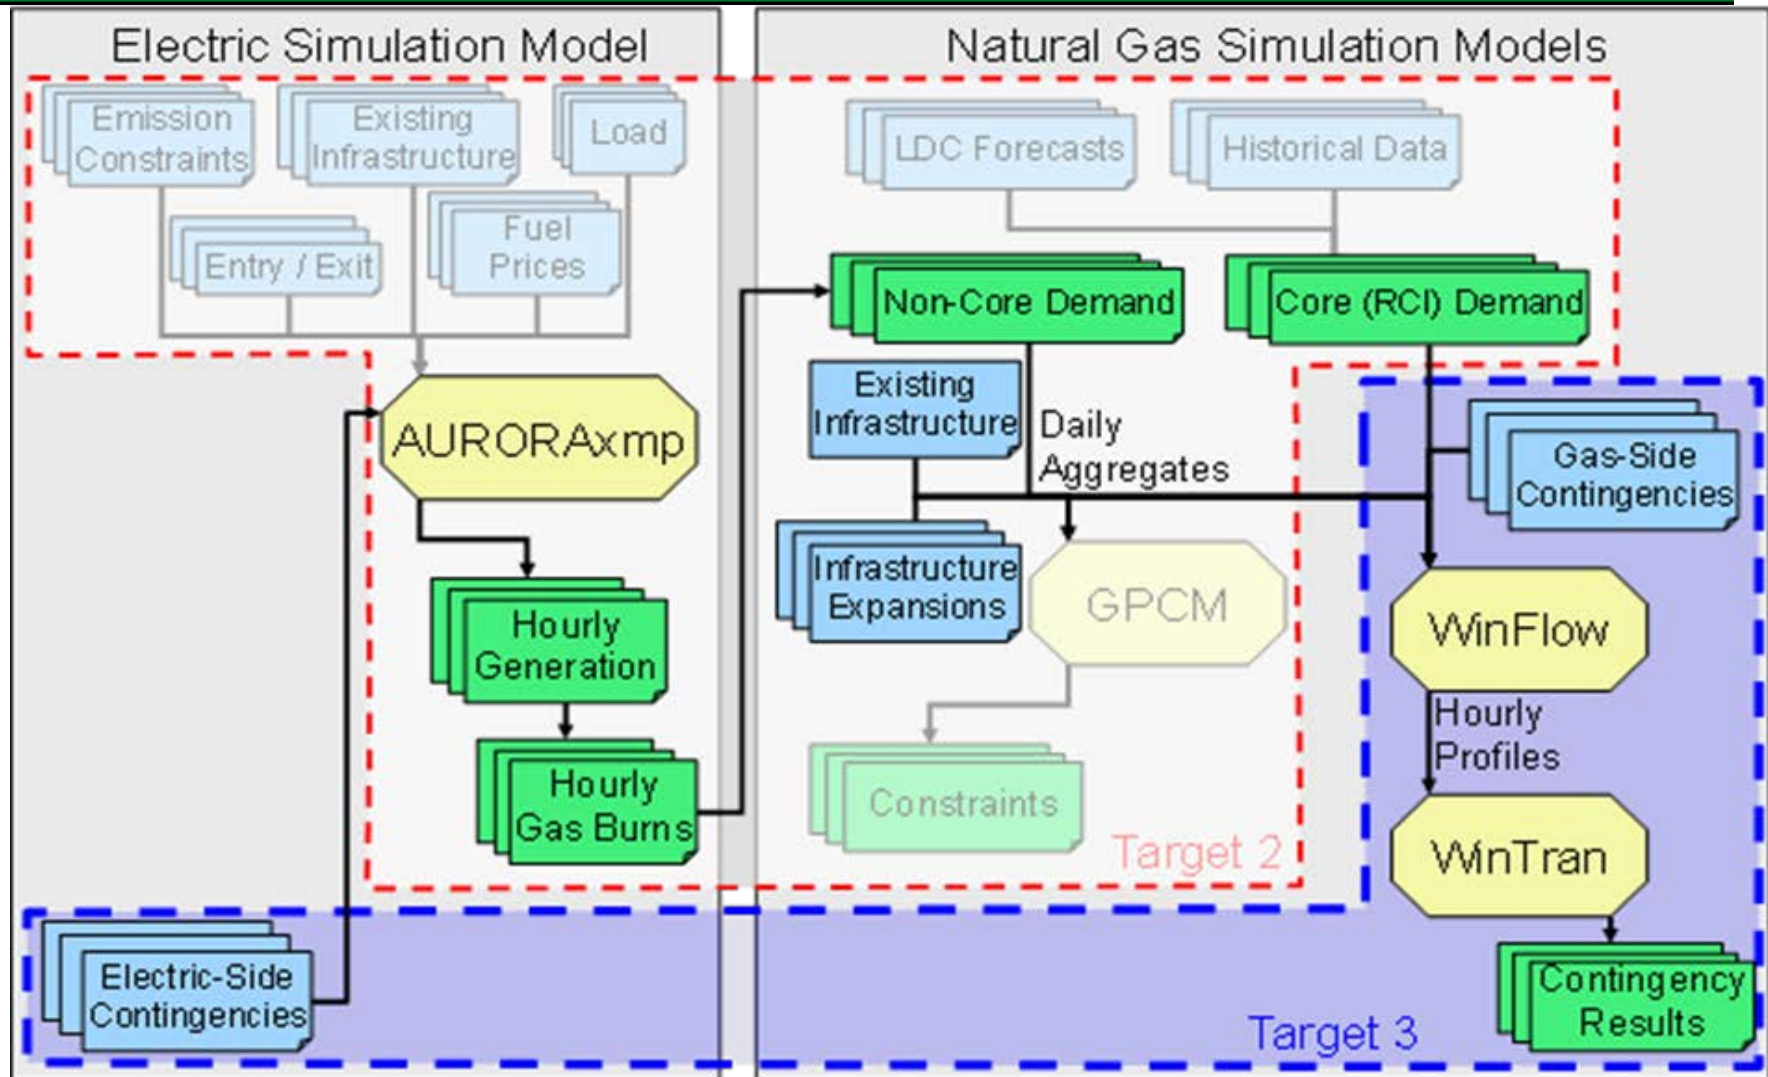 Electric Simulation Model
Natural Gas Simulation Models
Emission
Constraints
Existing
Infrastructure
Load
Entry / Exit
Fuel
Prices
LDC Forecasts
Historical Data
Non-Core Demand
Core (RCI) Demand
AURORAxmp
Existing
Infrastructure
Daily
Aggregates
Gas-Side
Contingencies
Infrastructure
Expansions
GPCM
WinFlow
Hourly
Generation
Hourly
Profiles
Hourly
Gas Burns
Constraints
Target 2
WinTran
Electric-Side
Contingencies
Contingency
Results
Target 3